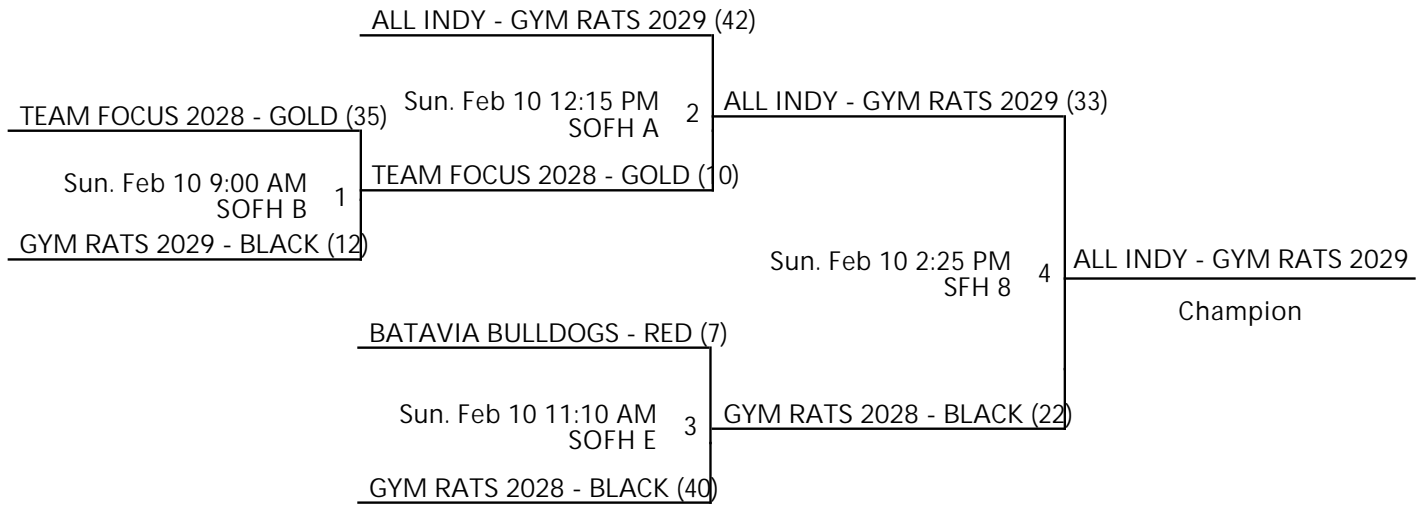 ALL INDY - GYM RATS 2029 (42)
Sun. Feb 10 12:15 PM
SOFH A
2
ALL INDY - GYM RATS 2029 (33)
TEAM FOCUS 2028 - GOLD (35)
Sun. Feb 10 9:00 AM
SOFH B
1
TEAM FOCUS 2028 - GOLD (10)
GYM RATS 2029 - BLACK (12)
Sun. Feb 10 2:25 PM
SFH 8
4
ALL INDY - GYM RATS 2029
Champion
BATAVIA BULLDOGS - RED (7)
Sun. Feb 10 11:10 AM
SOFH E
3
GYM RATS 2028 - BLACK (22)
GYM RATS 2028 - BLACK (40)